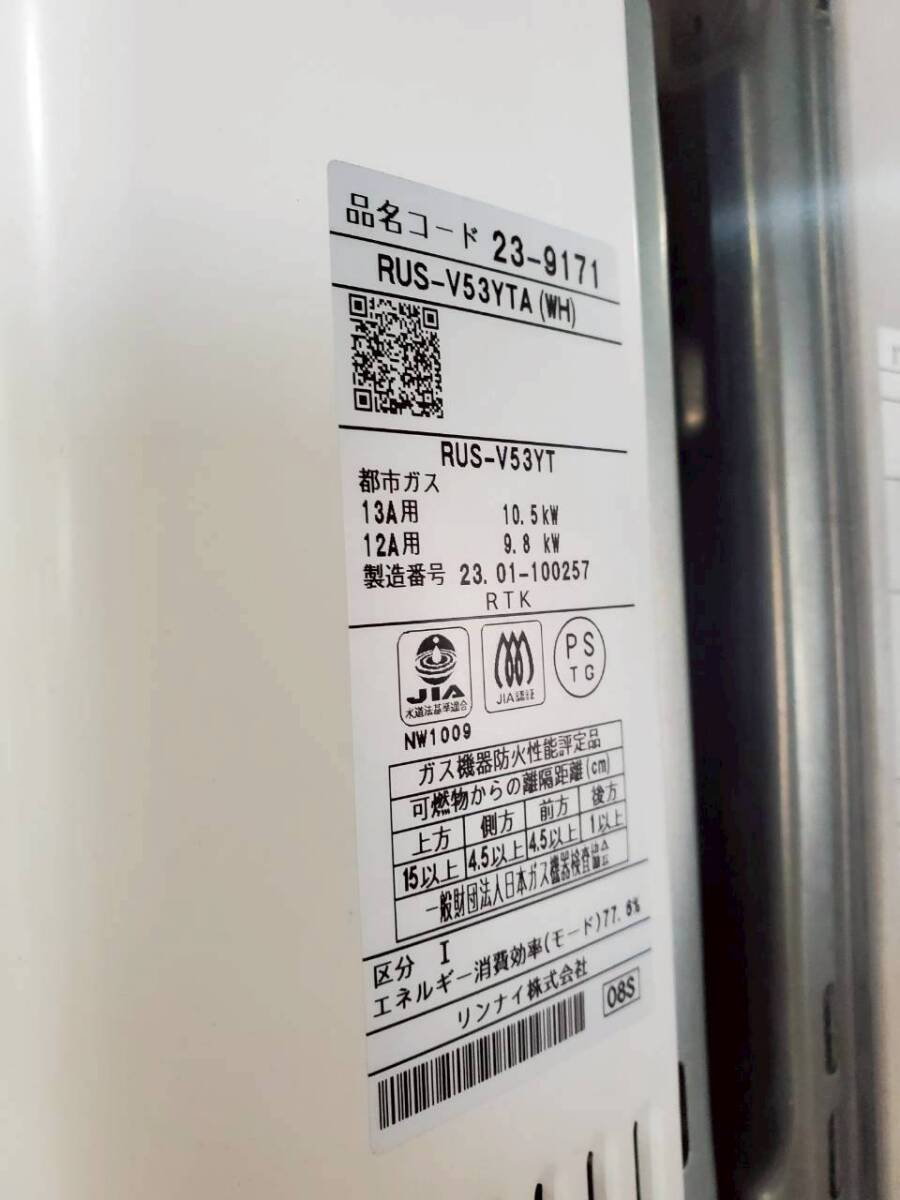 品名コード 23-9171
RUS-V53YTA(WH)
RUS-V53YT
都市ガス
13A用 10.5kW
12A用 9.8 kW
製造番号 23.01-100257
RTK
JIA
水道法基準適合
NW1009
JIA認証
PS
TG
ガス機器防火性能評定品
可燃物からの離隔距離(cm)
上方 側方 前方 後方
15以上 4.5以上 4.5以上 1以上
一般財団法人日本ガス機器検査協会
区分 I
エネルギー消費効率(モード)77.6%
リンナイ株式会社
08S